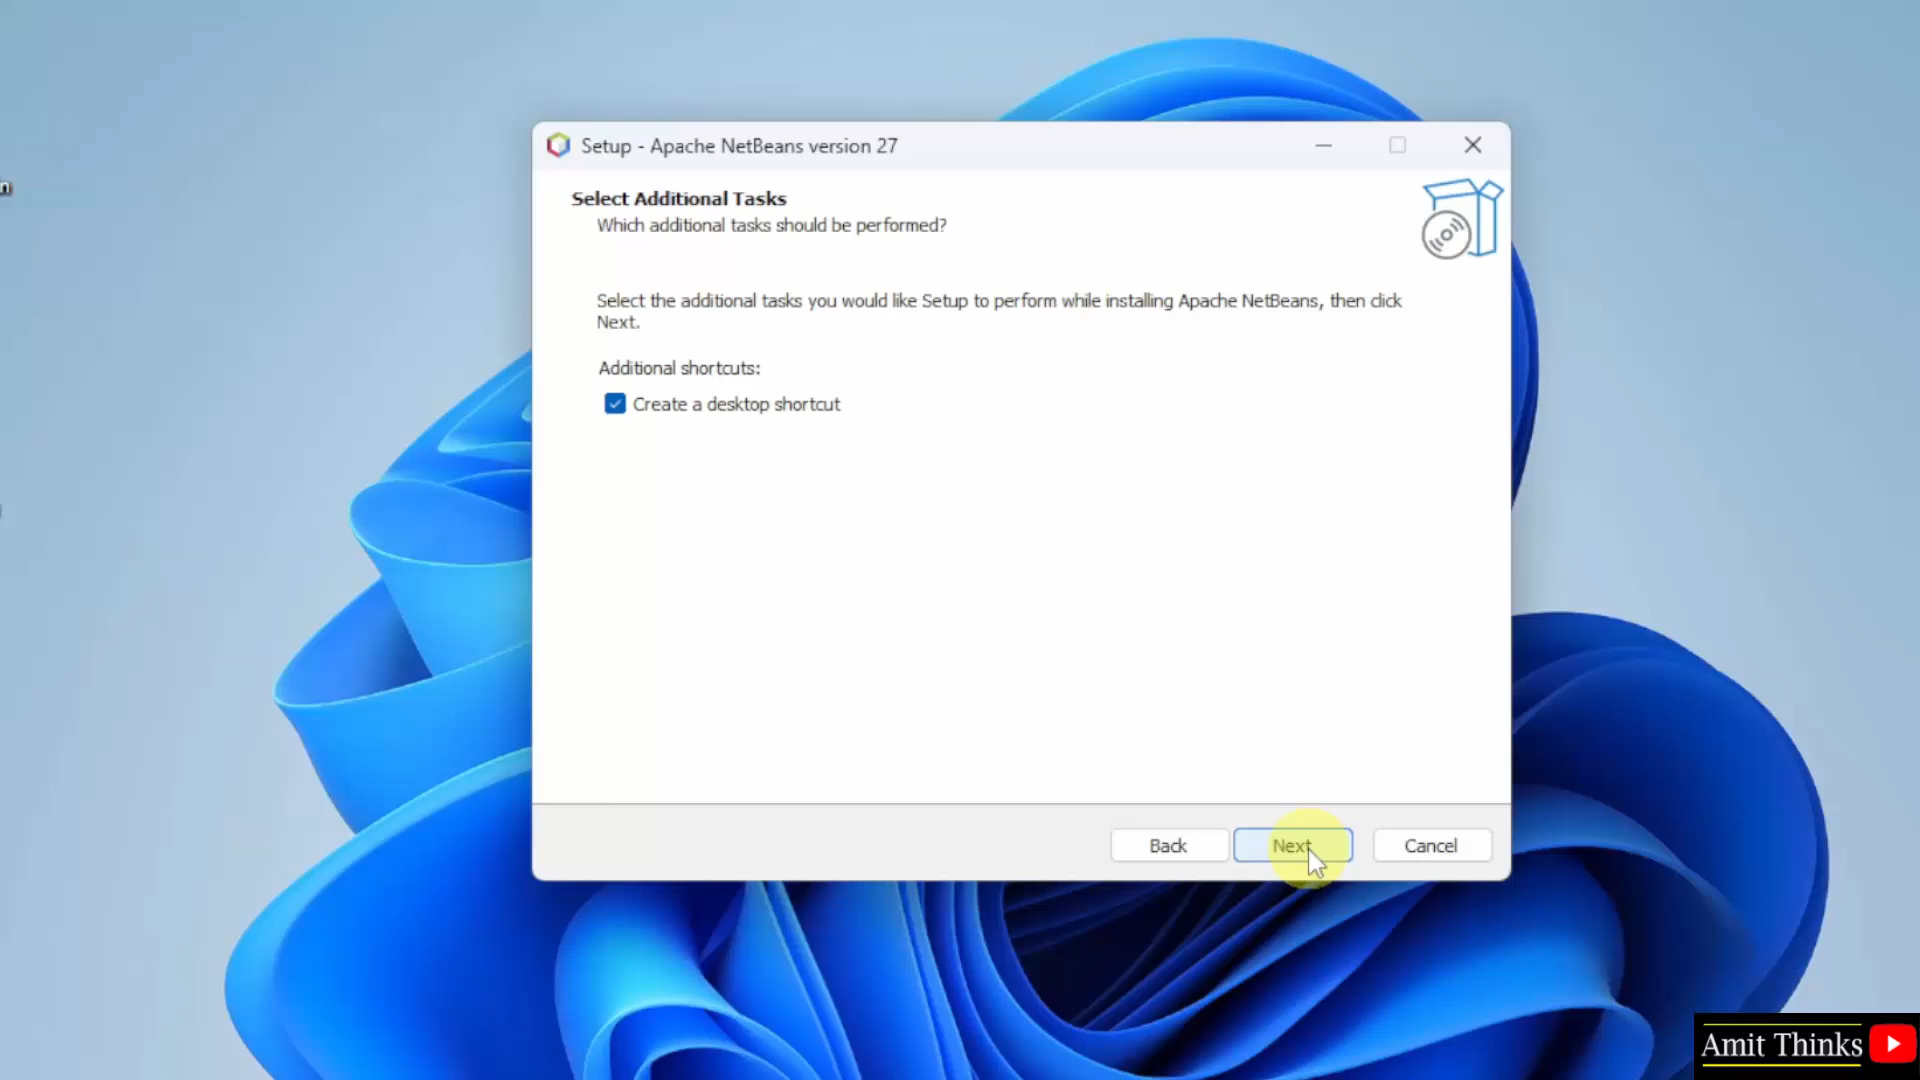 n
Setup - Apache NetBeans version 27
Select Additional Tasks
Which additional tasks should be performed?
Select the additional tasks you would like Setup to perform while installing Apache NetBeans, then click
Next.
Additional shortcuts:
Create a desktop shortcut
Back
Next
Cancel
Amit Thinks